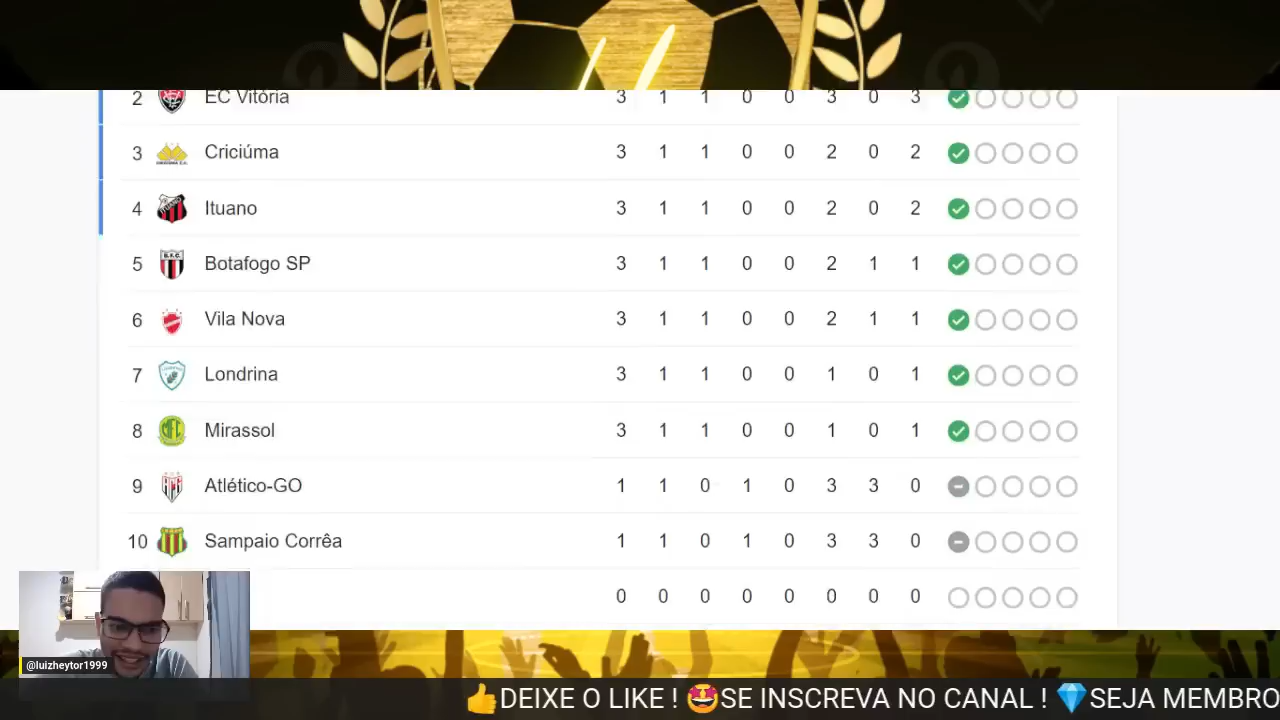 2 EC Vitória 3 1 1 0 0 3 0 3
3 Criciúma 3 1 1 0 0 2 0 2
4 Ituano 3 1 1 0 0 2 0 2
5 Botafogo SP 3 1 1 0 0 2 1 1
6 Vila Nova 3 1 1 0 0 2 1 1
7 Londrina 3 1 1 0 0 1 0 1
8 Mirassol 3 1 1 0 0 1 0 1
9 Atlético-GO 1 1 0 1 0 3 3 0
10 Sampaio Corrêa 1 1 0 1 0 3 3 0
0 0 0 0 0 0 0 0
@luizheytor1999
👍DEIXE O LIKE ! 🤩SE INSCREVA NO CANAL ! 💎SEJA MEMBRO